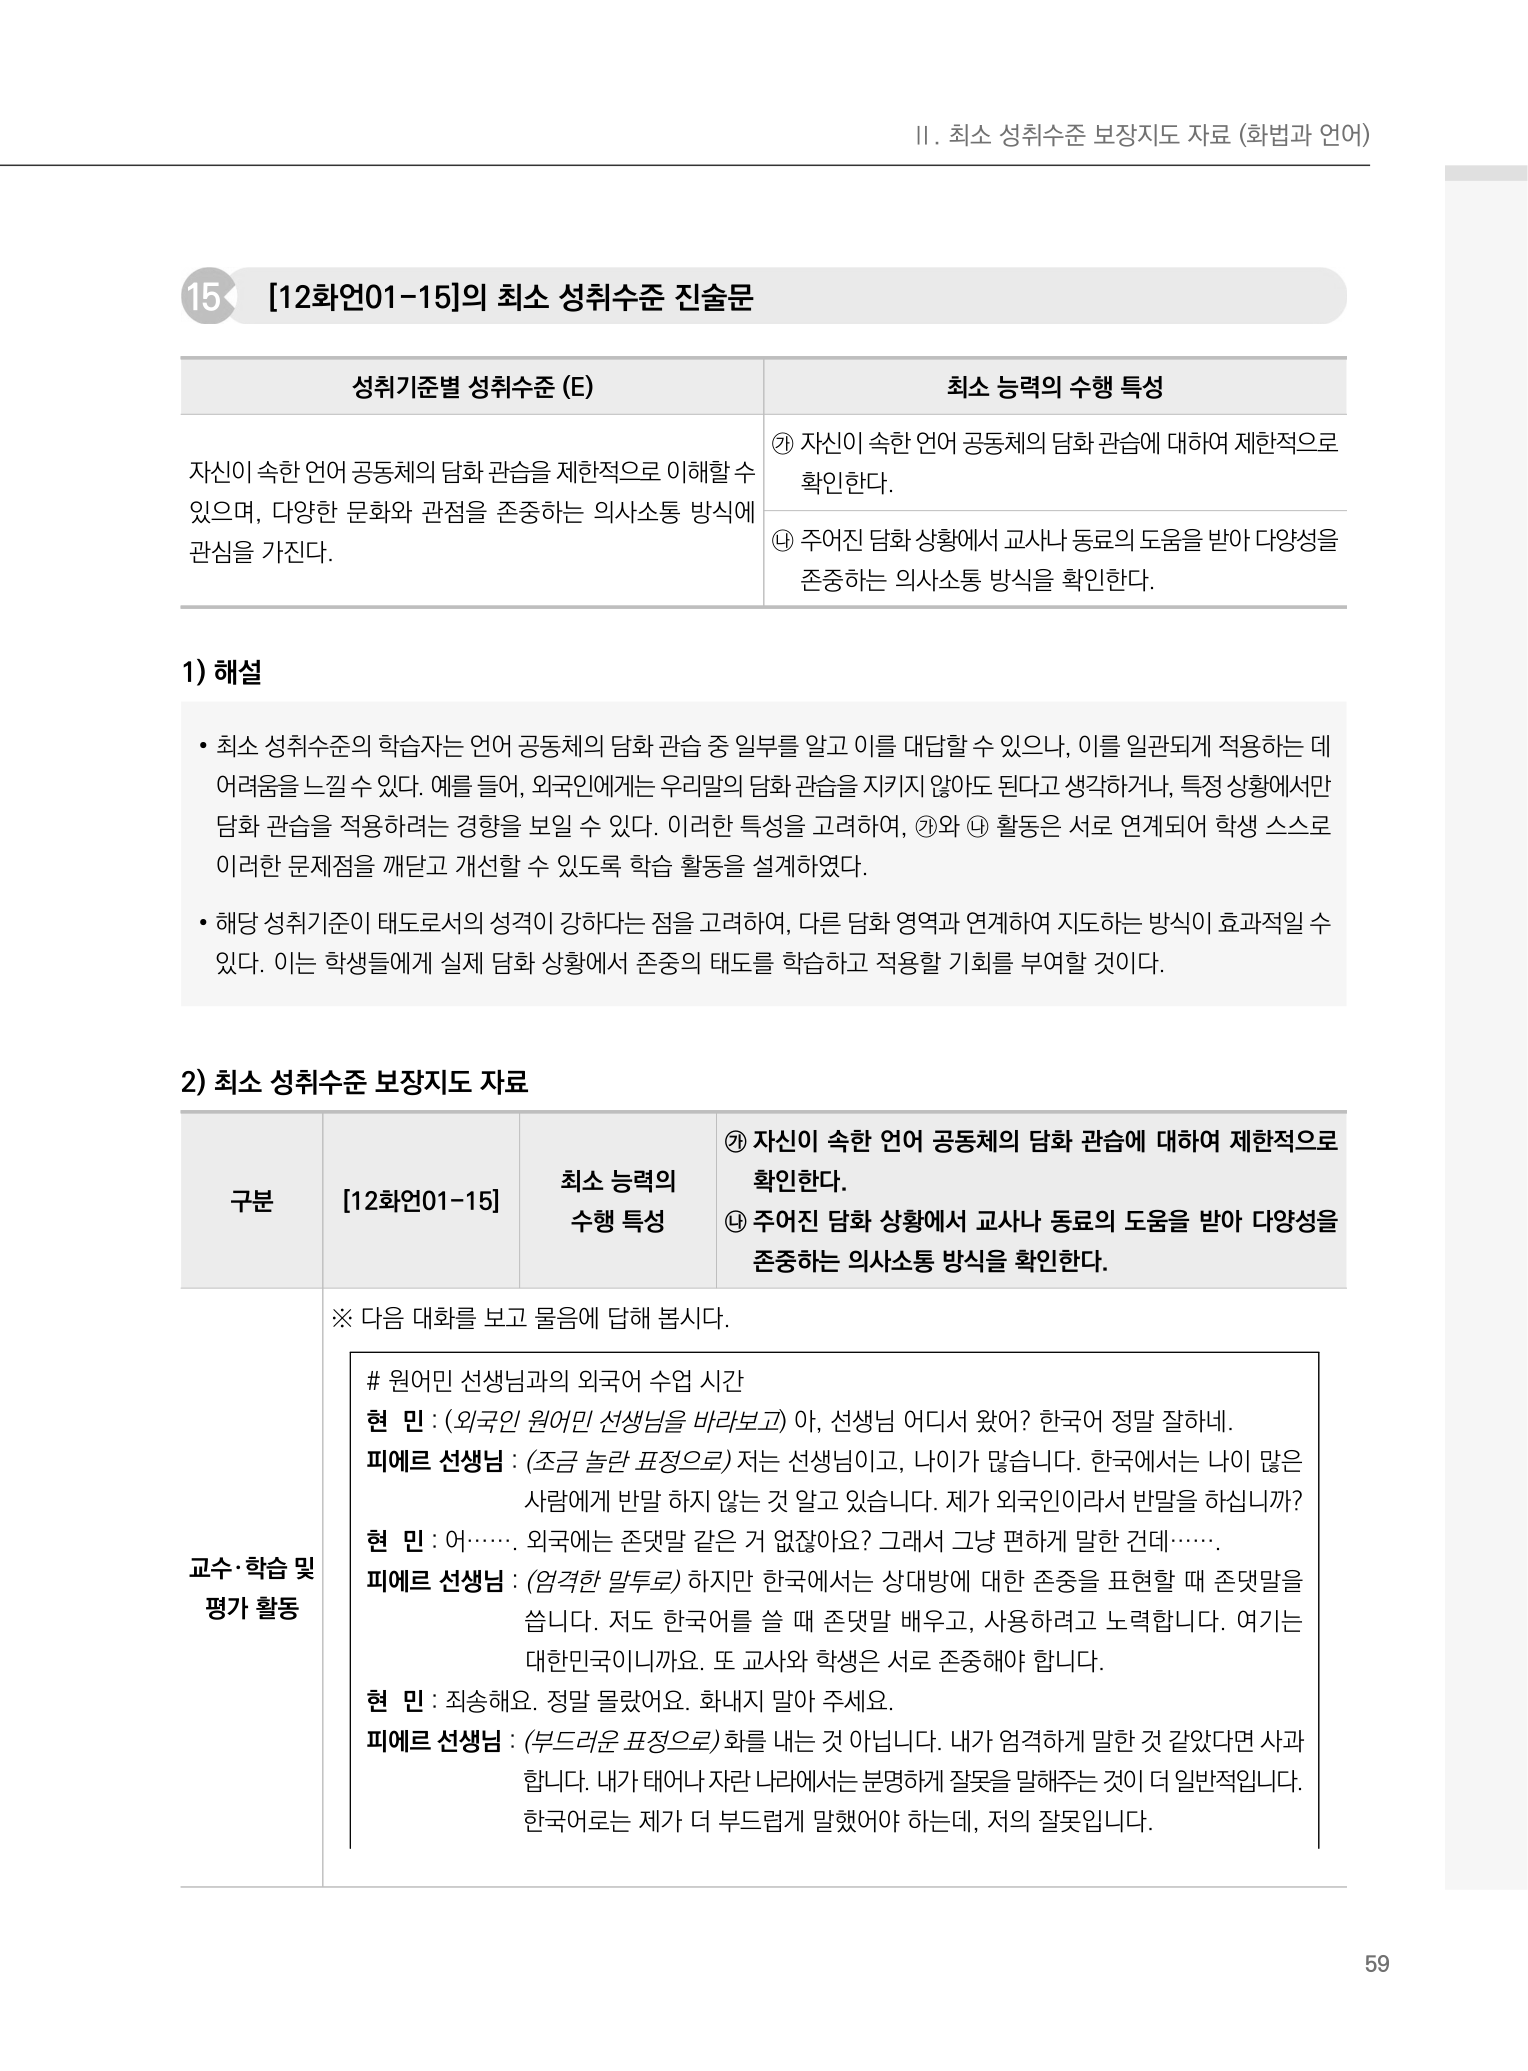 Ⅱ. 최소 성취수준 보장지도 자료 (화법과 언어)
15 [12화언01-15]의 최소 성취수준 진술문
성취기준별 성취수준 (E)
최소 능력의 수행 특성
자신이 속한 언어 공동체의 담화 관습을 제한적으로 이해할 수
있으며, 다양한 문화와 관점을 존중하는 의사소통 방식에
관심을 가진다.
㉮ 자신이 속한 언어 공동체의 담화 관습에 대하여 제한적으로
확인한다.
㉯ 주어진 담화 상황에서 교사나 동료의 도움을 받아 다양성을
존중하는 의사소통 방식을 확인한다.
1) 해설
• 최소 성취수준의 학습자는 언어 공동체의 담화 관습 중 일부를 알고 이를 대답할 수 있으나, 이를 일관되게 적용하는 데
어려움을 느낄 수 있다. 예를 들어, 외국인에게는 우리말의 담화 관습을 지키지 않아도 된다고 생각하거나, 특정 상황에서만
담화 관습을 적용하려는 경향을 보일 수 있다. 이러한 특성을 고려하여, ㉮와 ㉯ 활동은 서로 연계되어 학생 스스로
이러한 문제점을 깨닫고 개선할 수 있도록 학습 활동을 설계하였다.
• 해당 성취기준이 태도로서의 성격이 강하다는 점을 고려하여, 다른 담화 영역과 연계하여 지도하는 방식이 효과적일 수
있다. 이는 학생들에게 실제 담화 상황에서 존중의 태도를 학습하고 적용할 기회를 부여할 것이다.
2) 최소 성취수준 보장지도 자료
구분
[12화언01-15]
최소 능력의
수행 특성
㉮ 자신이 속한 언어 공동체의 담화 관습에 대하여 제한적으로
확인한다.
㉯ 주어진 담화 상황에서 교사나 동료의 도움을 받아 다양성을
존중하는 의사소통 방식을 확인한다.
교수·학습 및
평가 활동
※ 다음 대화를 보고 물음에 답해 봅시다.
# 원어민 선생님과의 외국어 수업 시간
현 민 : (외국인 원어민 선생님을 바라보고) 아, 선생님 어디서 왔어? 한국어 정말 잘하네.
피에르 선생님 : (조금 놀란 표정으로) 저는 선생님이고, 나이가 많습니다. 한국에서는 나이 많은
사람에게 반말 하지 않는 것 알고 있습니다. 제가 외국인이라서 반말을 하십니까?
현 민 : 어……. 외국에는 존댓말 같은 거 없잖아요? 그래서 그냥 편하게 말한 건데…….
피에르 선생님 : (엄격한 말투로) 하지만 한국에서는 상대방에 대한 존중을 표현할 때 존댓말을
씁니다. 저도 한국어를 쓸 때 존댓말 배우고, 사용하려고 노력합니다. 여기는
대한민국이니까요. 또 교사와 학생은 서로 존중해야 합니다.
현 민 : 죄송해요. 정말 몰랐어요. 화내지 말아 주세요.
피에르 선생님 : (부드러운 표정으로) 화를 내는 것 아닙니다. 내가 엄격하게 말한 것 같았다면 사과
합니다. 내가 태어나 자란 나라에서는 분명하게 잘못을 말해주는 것이 더 일반적입니다.
한국어로는 제가 더 부드럽게 말했어야 하는데, 저의 잘못입니다.
59